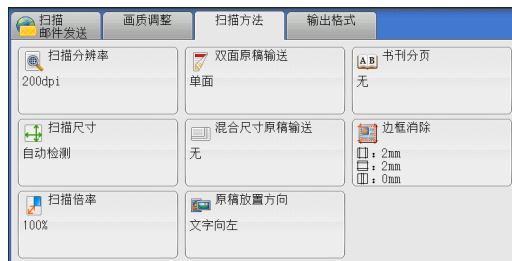 扫描
邮件发送
画质调整
扫描方法
输出格式
扫描分辨率
200dpi
双面原稿输送
单面
A B
书刊分页
无
扫描尺寸
自动检测
混合尺寸原稿输送
无
边框消除
: 2mm
: 2mm
: 0mm
扫描倍率
100%
原稿放置方向
文字向左